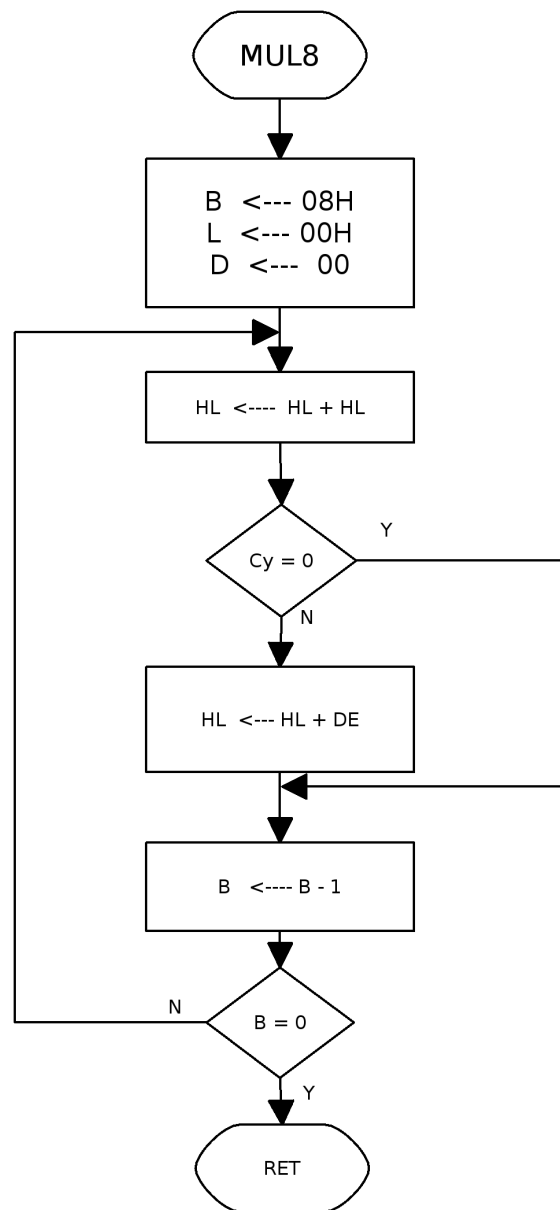 MUL8
B <--- 08H
L <--- 00H
D <--- 00
HL <---- HL + HL
Y
Cy = 0
N
HL <--- HL + DE
B <---- B - 1
N
B = 0
Y
RET